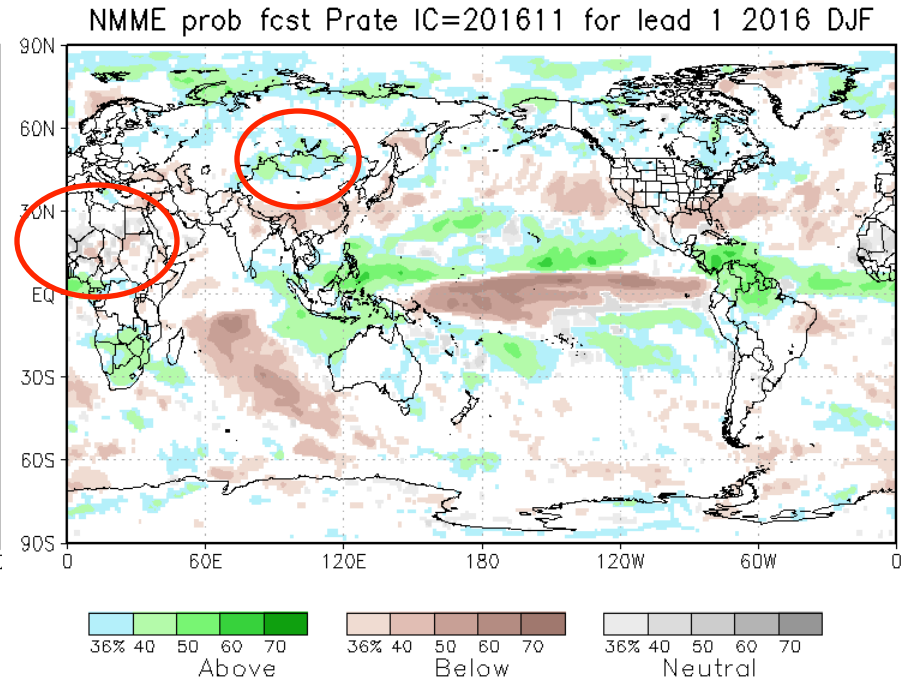 NMME prob fcst Prate IC=201611 for lead 1 2016 DJF
90N
60N
30N
EQ
30S
60S
90S
0 60E 120E 180 120W 60W 0
36% 40 50 60 70 36% 40 50 60 70 36% 40 50 60 70
Above Below Neutral